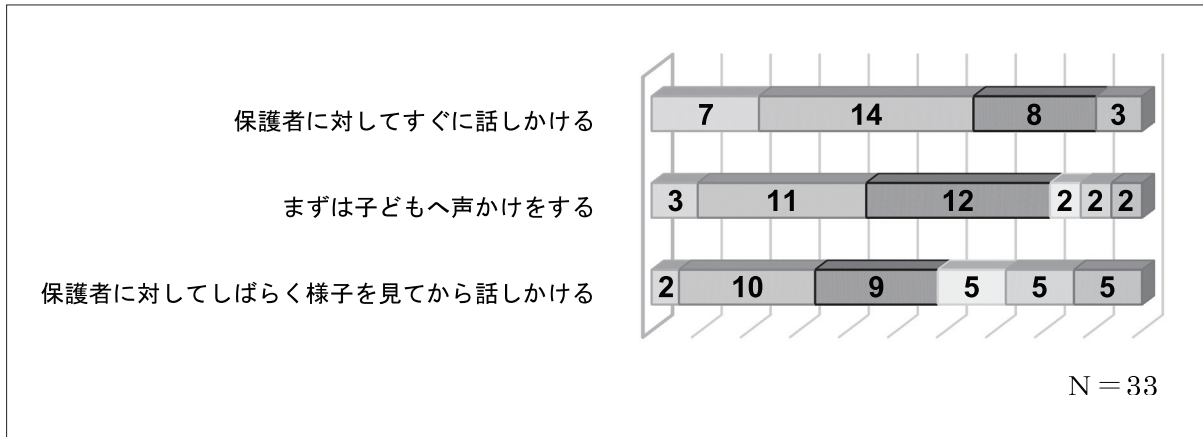 保護者に対してすぐに話しかける
7 14 8 3
まずは子どもへ声かけをする
3 11 12 2 2 2
保護者に対してしばらく様子を見てから話しかける
2 10 9 5 5 5
N=33